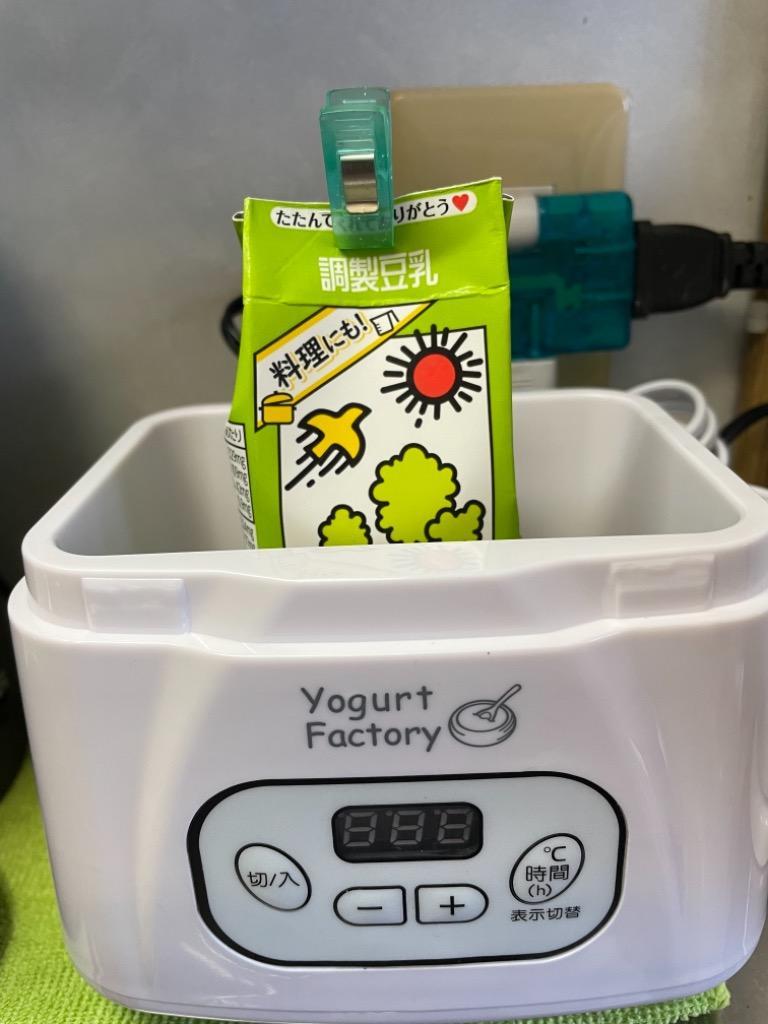 たたんで
りがとう♥
調製豆乳
料理にも!
Yogurt
Factory
切/入
−
+
℃
時間
(h)
表示切替